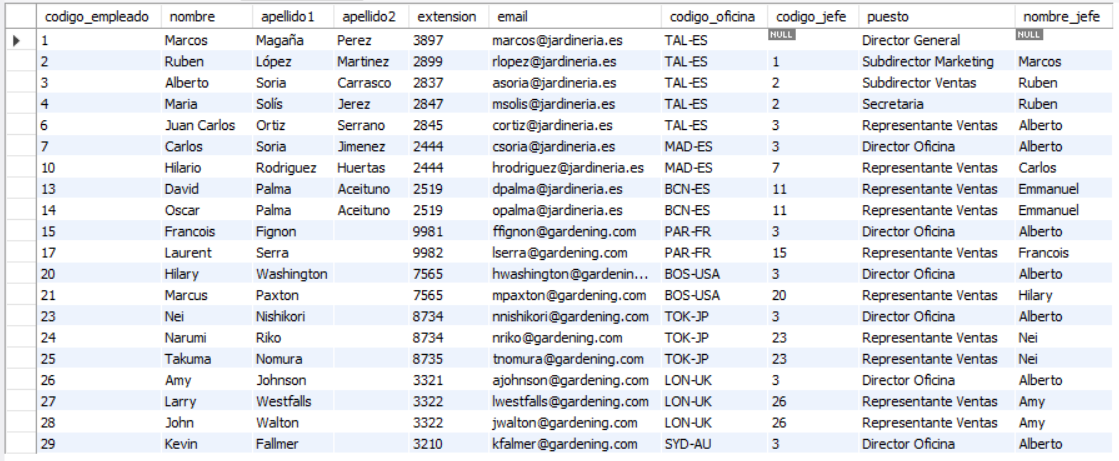 codigo_empleado nombre apellido1 apellido2 extension email codigo_oficina codigo_jefe puesto nombre_jefe
1 Marcos Magaña Perez 3897 marcos@jardineria.es TAL-ES NULL Director General NULL
2 Ruben López Martinez 2899 rlopez@jardineria.es TAL-ES 1 Subdirector Marketing Marcos
3 Alberto Soria Carrasco 2837 asoria@jardineria.es TAL-ES 2 Subdirector Ventas Ruben
4 Maria Solís Jerez 2847 msolis@jardineria.es TAL-ES 2 Secretaria Ruben
6 Juan Carlos Ortiz Serrano 2845 cortiz@jardineria.es TAL-ES 3 Representante Ventas Alberto
7 Carlos Soria Jimenez 2444 csoria@jardineria.es MAD-ES 3 Director Oficina Alberto
10 Hilario Rodriguez Huertas 2444 hrodriguez@jardineria.es MAD-ES 7 Representante Ventas Carlos
13 David Palma Aceituno 2519 dpalma@jardineria.es BCN-ES 11 Representante Ventas Emmanuel
14 Oscar Palma Aceituno 2519 opalma@jardineria.es BCN-ES 11 Representante Ventas Emmanuel
15 Francois Fignon 9981 ffignon@gardening.com PAR-FR 3 Director Oficina Alberto
17 Laurent Serra 9982 lserra@gardening.com PAR-FR 15 Representante Ventas Francois
20 Hilary Washington 7565 hwashington@gardenin... BOS-USA 3 Director Oficina Alberto
21 Marcus Paxton 7565 mpaxton@gardening.com BOS-USA 20 Representante Ventas Hilary
23 Nei Nishikori 8734 nnishikori@gardening.com TOK-JP 3 Director Oficina Alberto
24 Narumi Riko 8734 nriko@gardening.com TOK-JP 23 Representante Ventas Nei
25 Takuma Nomura 8735 tnomura@gardening.com TOK-JP 23 Representante Ventas Nei
26 Amy Johnson 3321 ajohnson@gardening.com LON-UK 3 Director Oficina Alberto
27 Larry Westfalls 3322 lwestfalls@gardening.com LON-UK 26 Representante Ventas Amy
28 John Walton 3322 jwalton@gardening.com LON-UK 26 Representante Ventas Amy
29 Kevin Fallmer 3210 kfalmer@gardening.com SYD-AU 3 Director Oficina Alberto